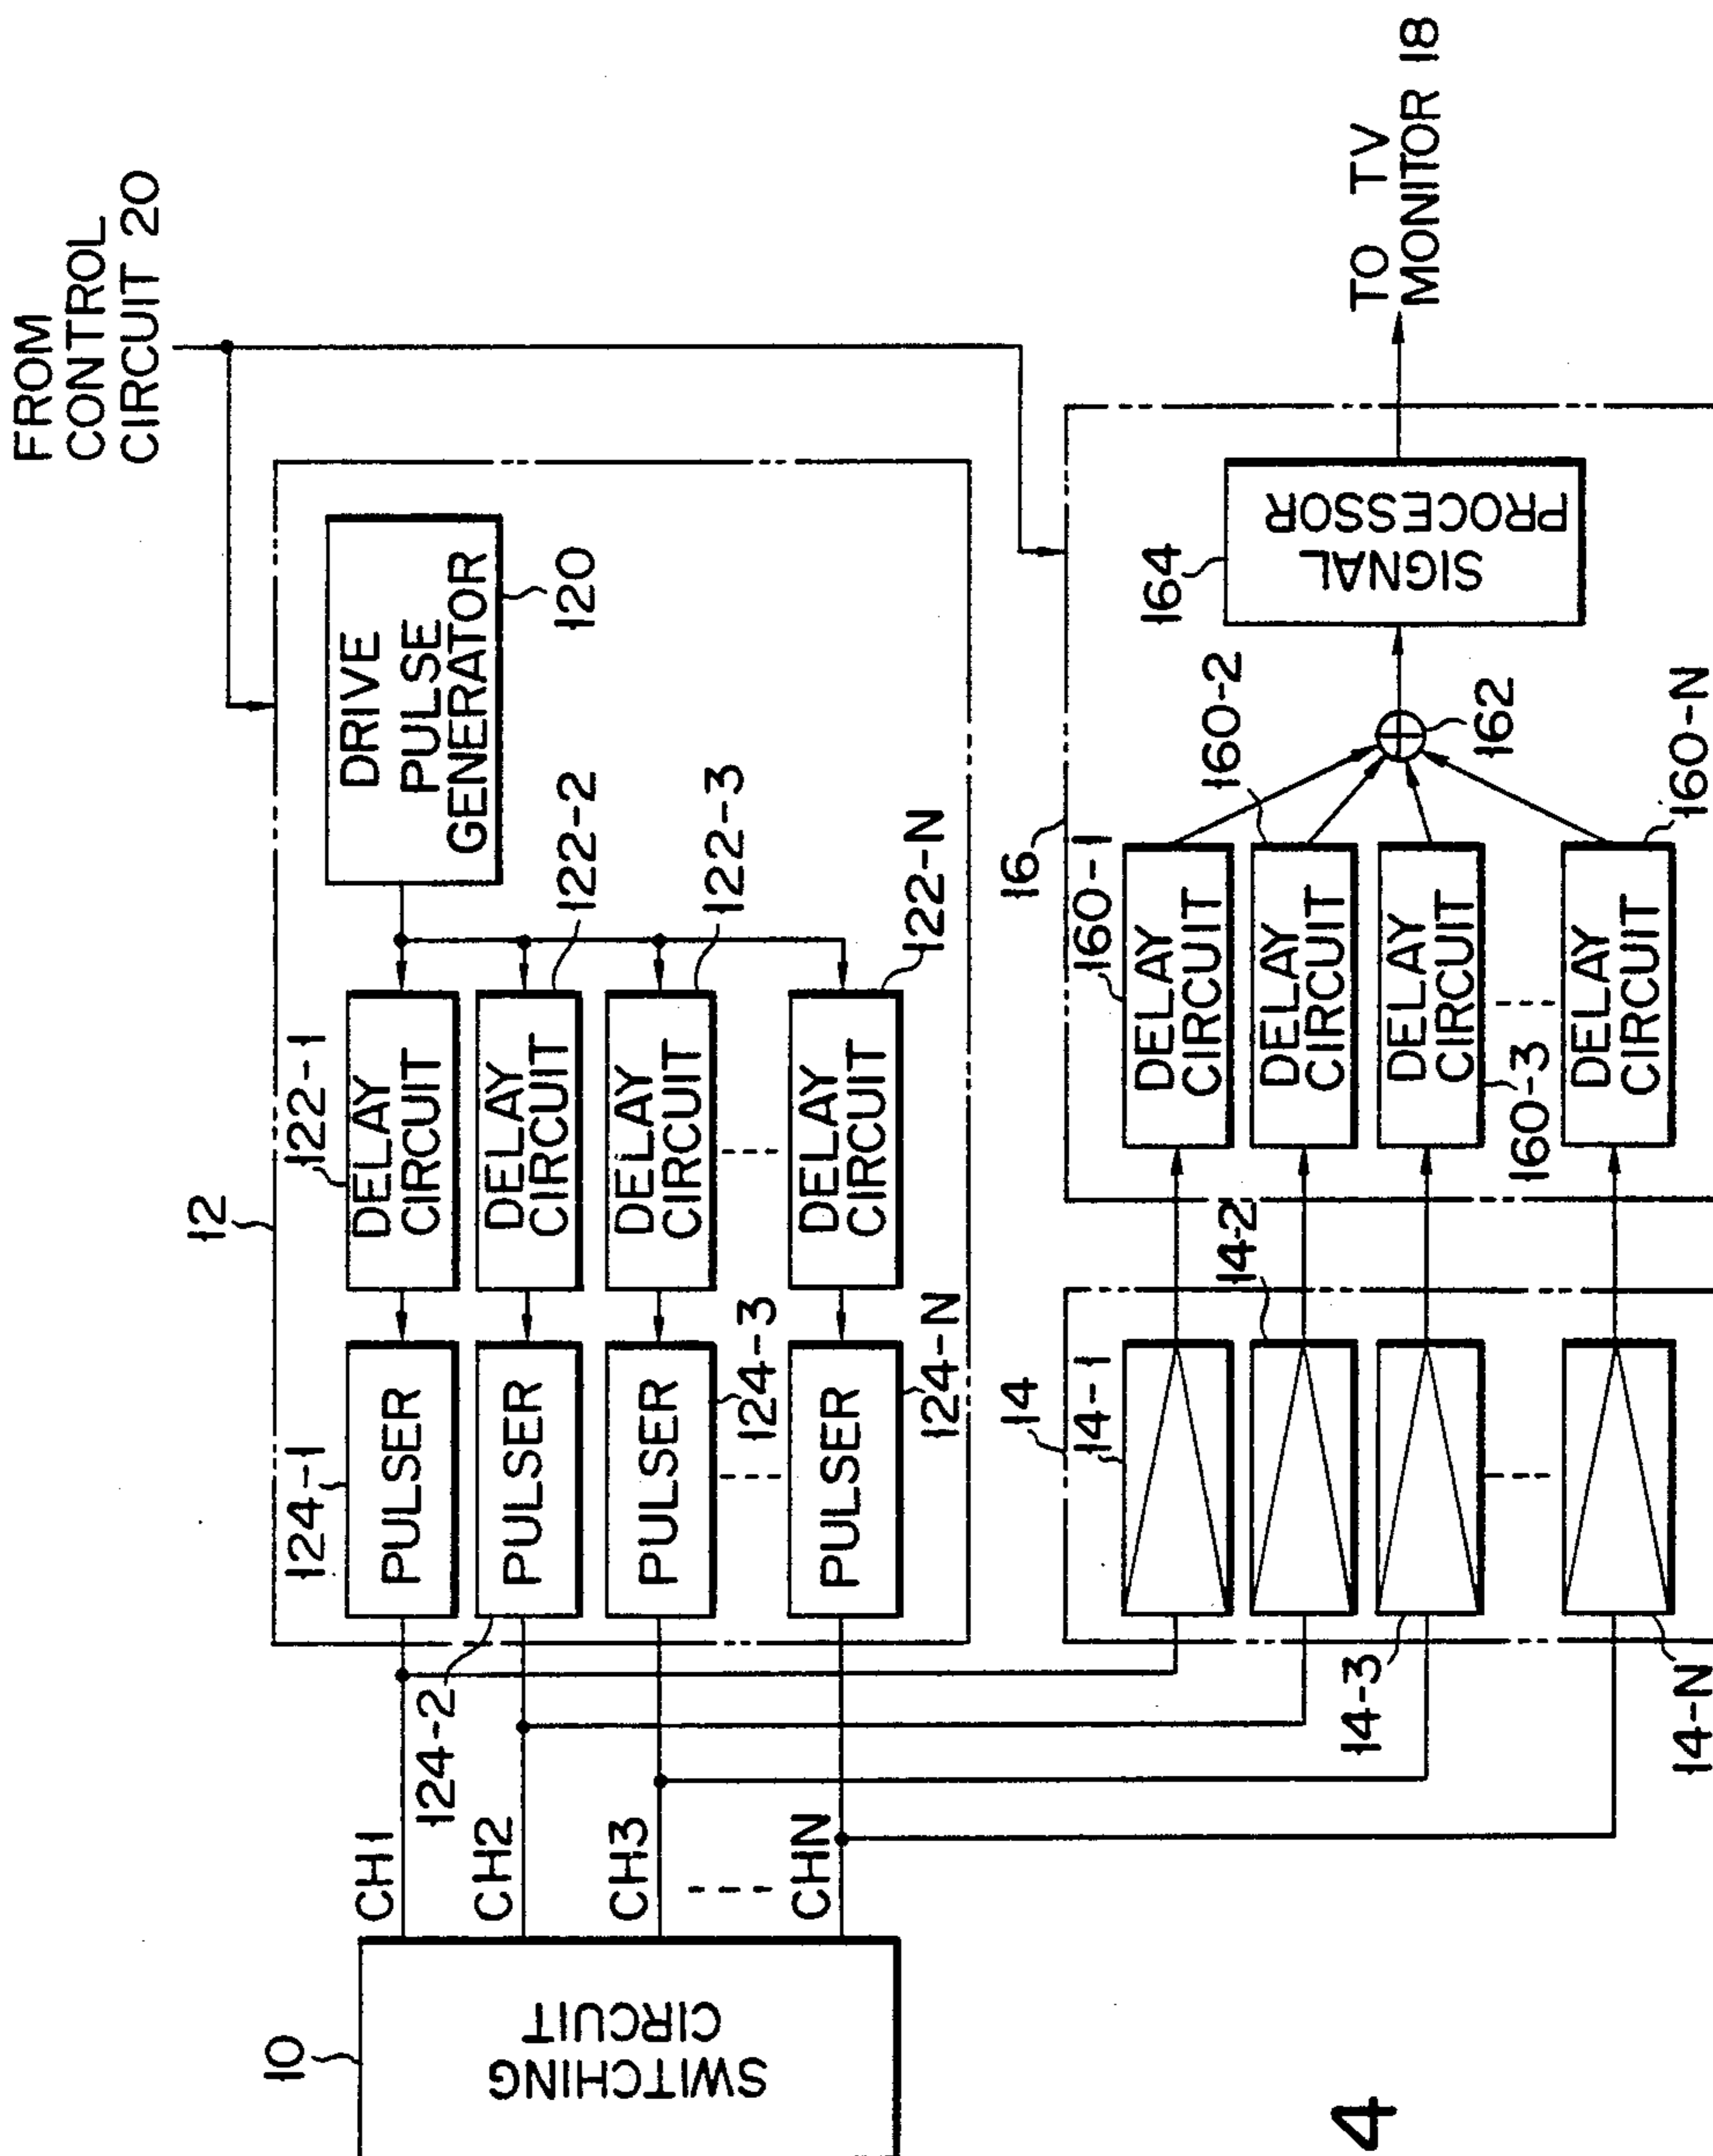 FROM
CONTROL
CIRCUIT 20
12
DRIVE
PULSE
GENERATOR
120
122-1
DELAY
CIRCUIT
DELAY
CIRCUIT
122-2
DELAY
CIRCUIT
122-3
DELAY
CIRCUIT
122-N
124-1
PULSER
PULSER
124-2
PULSER
124-3
PULSER
124-N
10
SWITCHING
CIRCUIT
CH1
CH2
CH3
CHN
14
14-1
14-2
14-3
14-N
16
160-1
DELAY
CIRCUIT
160-2
DELAY
CIRCUIT
DELAY
CIRCUIT
160-3
DELAY
CIRCUIT
160-N
162
164
SIGNAL
PROCESSOR
TO TV
MONITOR 18
4